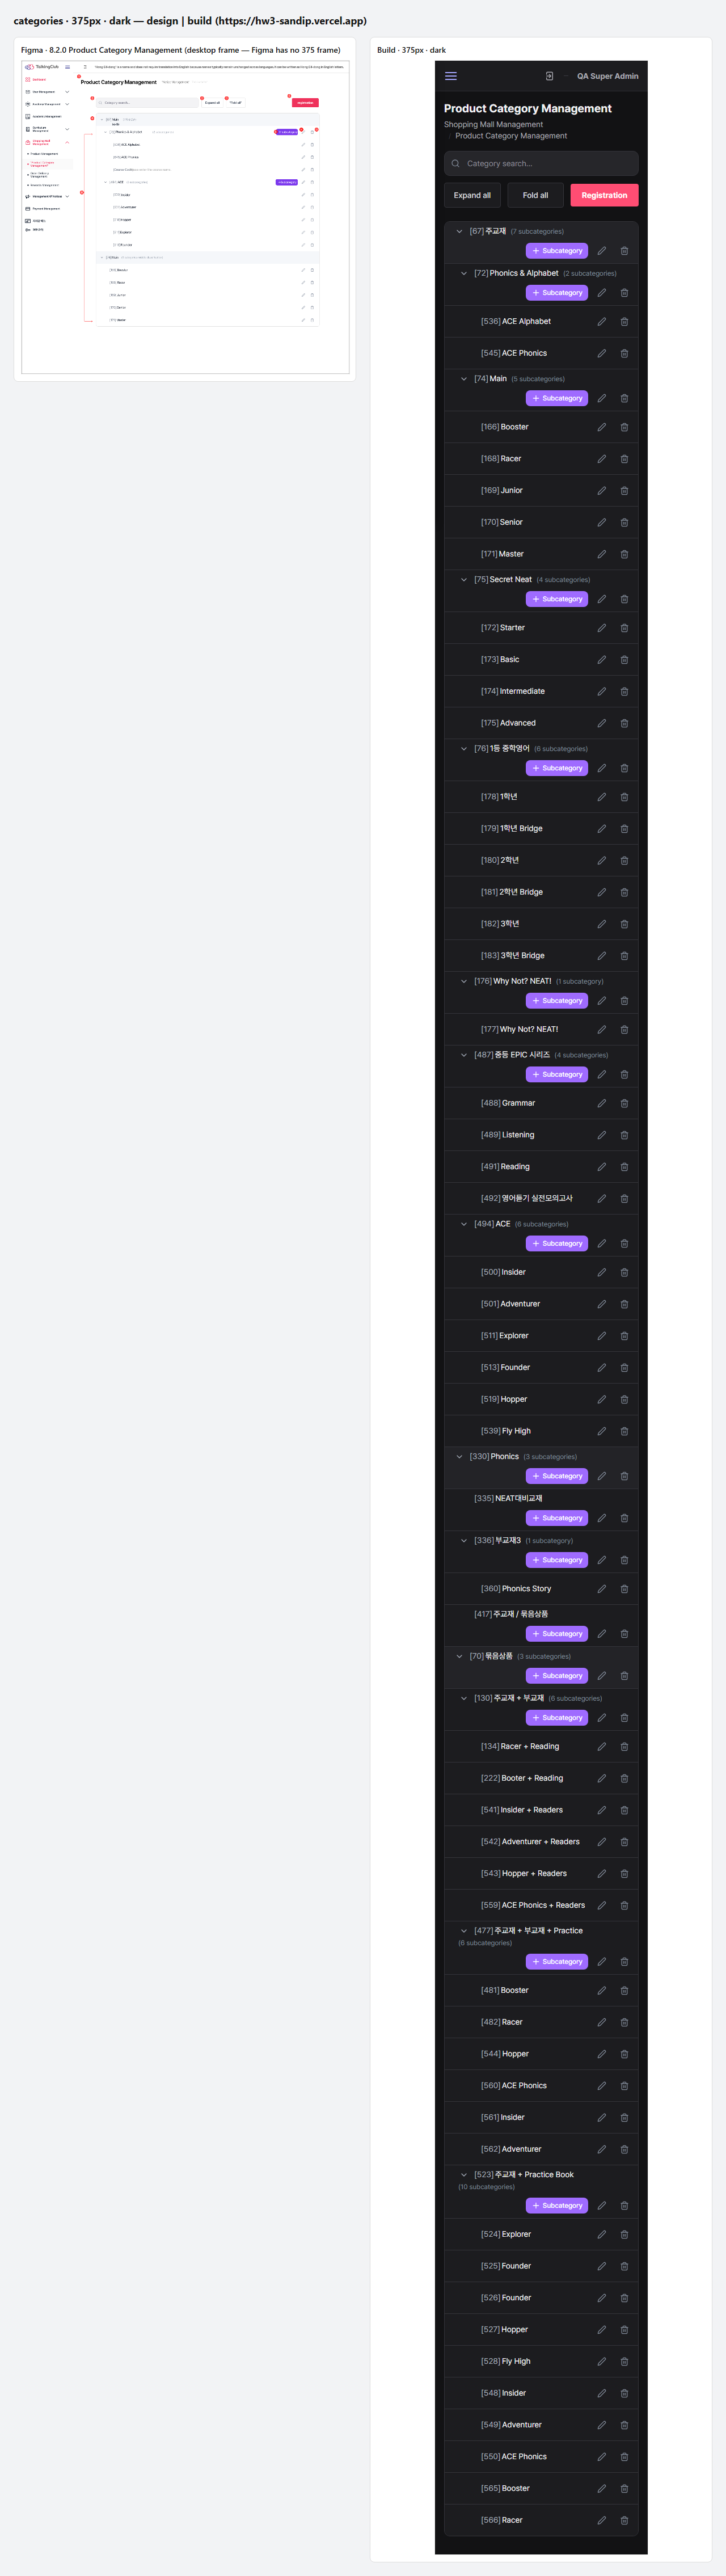 categories · 375px · dark — design | build (https://hw3-sandip.vercel.app)
Figma · 8.2.0 Product Category Management (desktop frame — Figma has no 375 frame)
Product Category Management
Category search...
Expand all
Build · 375px · dark
QA Super Admin
Product Category Management
Shopping Mall Management
Product Category Management
Category search...
Expand all Fold all Registration
[67] 주교재 (7 subcategories)
+ Subcategory
[72] Phonics & Alphabet (2 subcategories)
+ Subcategory
[536] ACE Alphabet
[545] ACE Phonics
[74] Main (5 subcategories)
+ Subcategory
[166] Booster
[168] Racer
[169] Junior
[170] Senior
[171] Master
[75] Secret Neat (4 subcategories)
+ Subcategory
[172] Starter
[173] Basic
[174] Intermediate
[175] Advanced
[76] 1등 중학영어 (6 subcategories)
+ Subcategory
[178] 1학년
[179] 1학년 Bridge
[180] 2학년
[181] 2학년 Bridge
[182] 3학년
[183] 3학년 Bridge
[176] Why Not? NEAT! (1 subcategory)
+ Subcategory
[177] Why Not? NEAT!
[487] 중등 EPIC 시리즈 (4 subcategories)
+ Subcategory
[488] Grammar
[489] Listening
[491] Reading
[492] 영어듣기 실전모의고사
[494] ACE (6 subcategories)
+ Subcategory
[500] Insider
[501] Adventurer
[511] Explorer
[513] Founder
[519] Hopper
[539] Fly High
[330] Phonics (3 subcategories)
+ Subcategory
[335] NEAT대비교재
+ Subcategory
[336] 부교재3 (1 subcategory)
+ Subcategory
[360] Phonics Story
[417] 주교재 / 묶음상품
+ Subcategory
[70] 묶음상품 (3 subcategories)
+ Subcategory
[130] 주교재 + 부교재 (6 subcategories)
+ Subcategory
[134] Racer + Reading
[222] Booter + Reading
[541] Insider + Readers
[542] Adventurer + Readers
[543] Hopper + Readers
[559] ACE Phonics + Readers
[477] 주교재 + 부교재 + Practice
(6 subcategories)
+ Subcategory
[481] Booster
[482] Racer
[544] Hopper
[560] ACE Phonics
[561] Insider
[562] Adventurer
[523] 주교재 + Practice Book
(10 subcategories)
+ Subcategory
[524] Explorer
[525] Founder
[526] Founder
[527] Hopper
[528] Fly High
[548] Insider
[549] Adventurer
[550] ACE Phonics
[565] Booster
[566] Racer